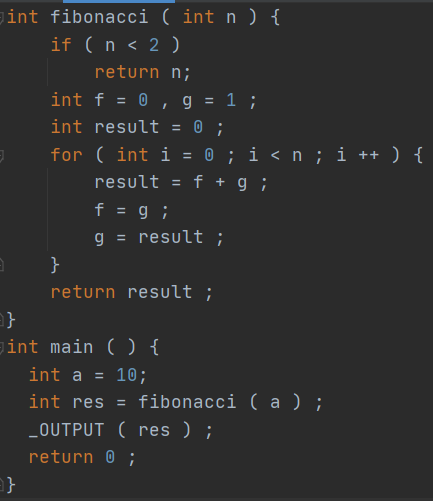 int fibonacci ( int n ) {
    if ( n < 2 )
        return n;
    int f = 0 , g = 1 ;
    int result = 0 ;
    for ( int i = 0 ; i < n ; i ++ ) {
        result = f + g ;
        f = g ;
        g = result ;
    }
    return result ;
}
int main ( ) {
  int a = 10;
  int res = fibonacci ( a ) ;
  _OUTPUT ( res ) ;
  return 0 ;
}